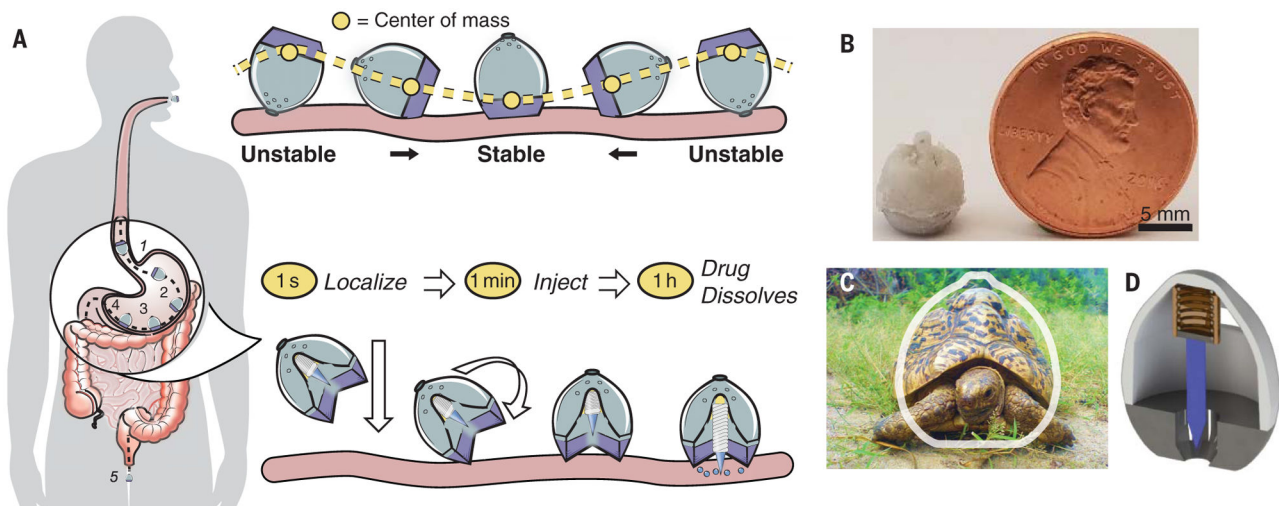 A
= Center of mass
Unstable
Stable
Unstable
1
2
3
4
5
1 s
Localize
1 min
Inject
1 h
Drug
Dissolves
B
IN GOD WE TRUST
LIBERTY
5 mm
C
D